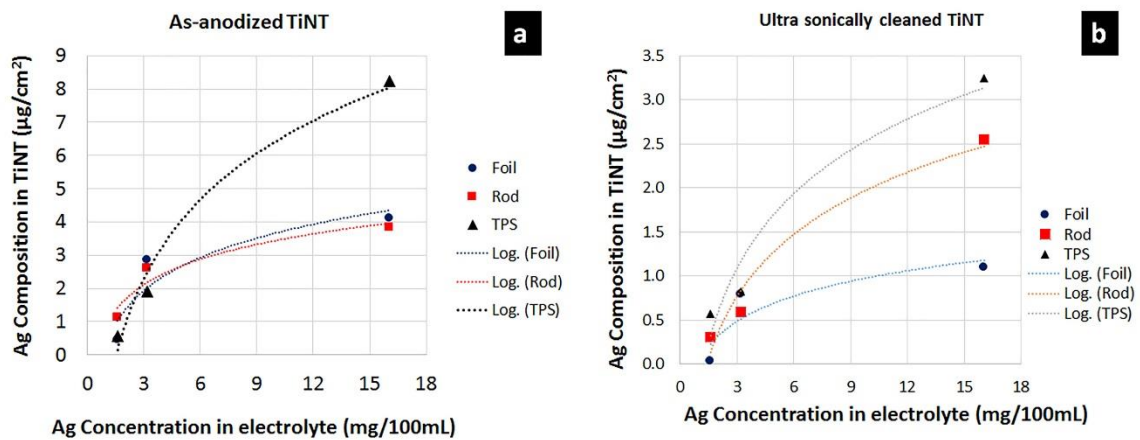 As-anodized TiNT
a
Ag Composition in TiNT (µg/cm²)
9
8
7
6
5
4
3
2
1
0
0 3 6 9 12 15 18
Ag Concentration in electrolyte (mg/100mL)
Foil
Rod
TPS
Log. (Foil)
Log. (Rod)
Log. (TPS)
Ultra sonically cleaned TiNT
b
Ag Composition in TiNT (µg/cm²)
3.5
3.0
2.5
2.0
1.5
1.0
0.5
0.0
0 3 6 9 12 15 18
Ag Concentration in electrolyte (mg/100mL)
Foil
Rod
TPS
Log. (Foil)
Log. (Rod)
Log. (TPS)